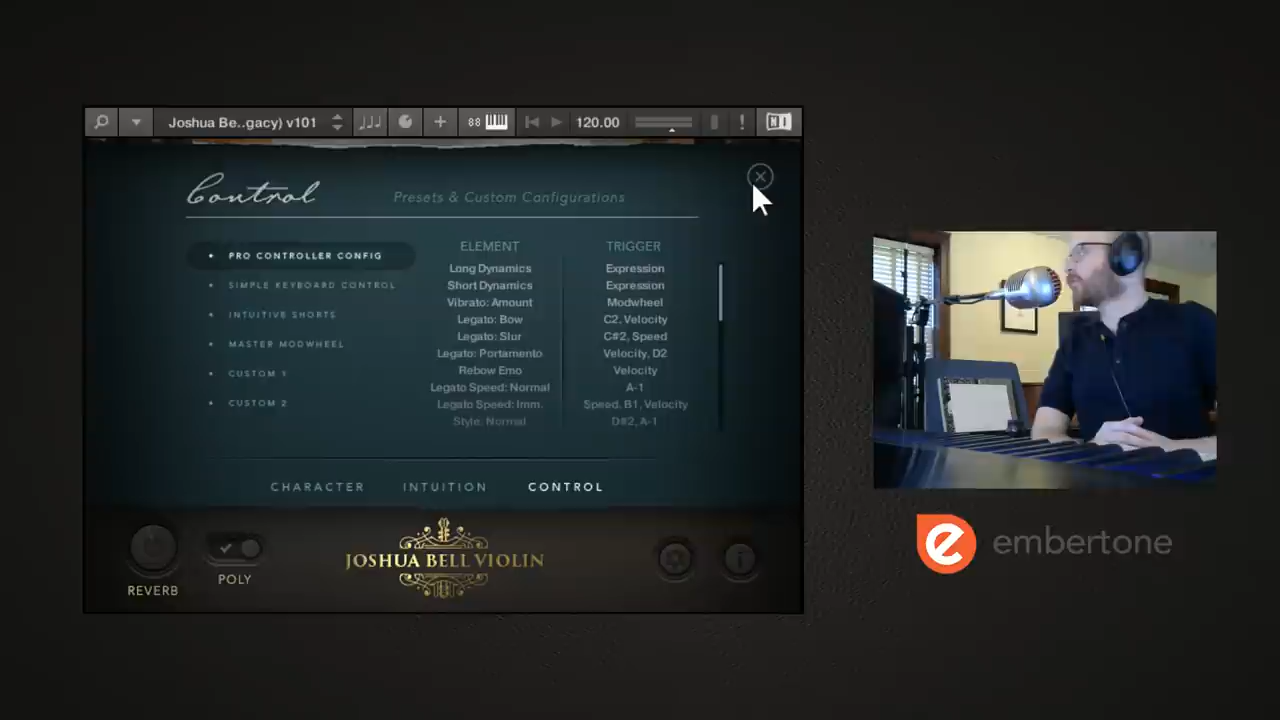 Joshua Be..gacy) v101
88
120.00
!
NI
Control
Presets & Custom Configurations
ELEMENT TRIGGER
PRO CONTROLLER CONFIG
SIMPLE KEYBOARD CONTROL
INTUITIVE SHORTS
MASTER MODWHEEL
CUSTOM 1
CUSTOM 2
Long Dynamics Expression
Short Dynamics Expression
Vibrato: Amount Modwheel
Legato: Bow C2, Velocity
Legato: Slur C#2, Speed
Legato: Portamento Velocity, D2
Rebow Emo Velocity
Legato Speed: Normal A-1
Legato Speed: Imm. Speed, B1, Velocity
Style: Normal D#2, A-1
CHARACTER INTUITION CONTROL
REVERB
POLY
JOSHUA BELL VIOLIN
i
e embertone